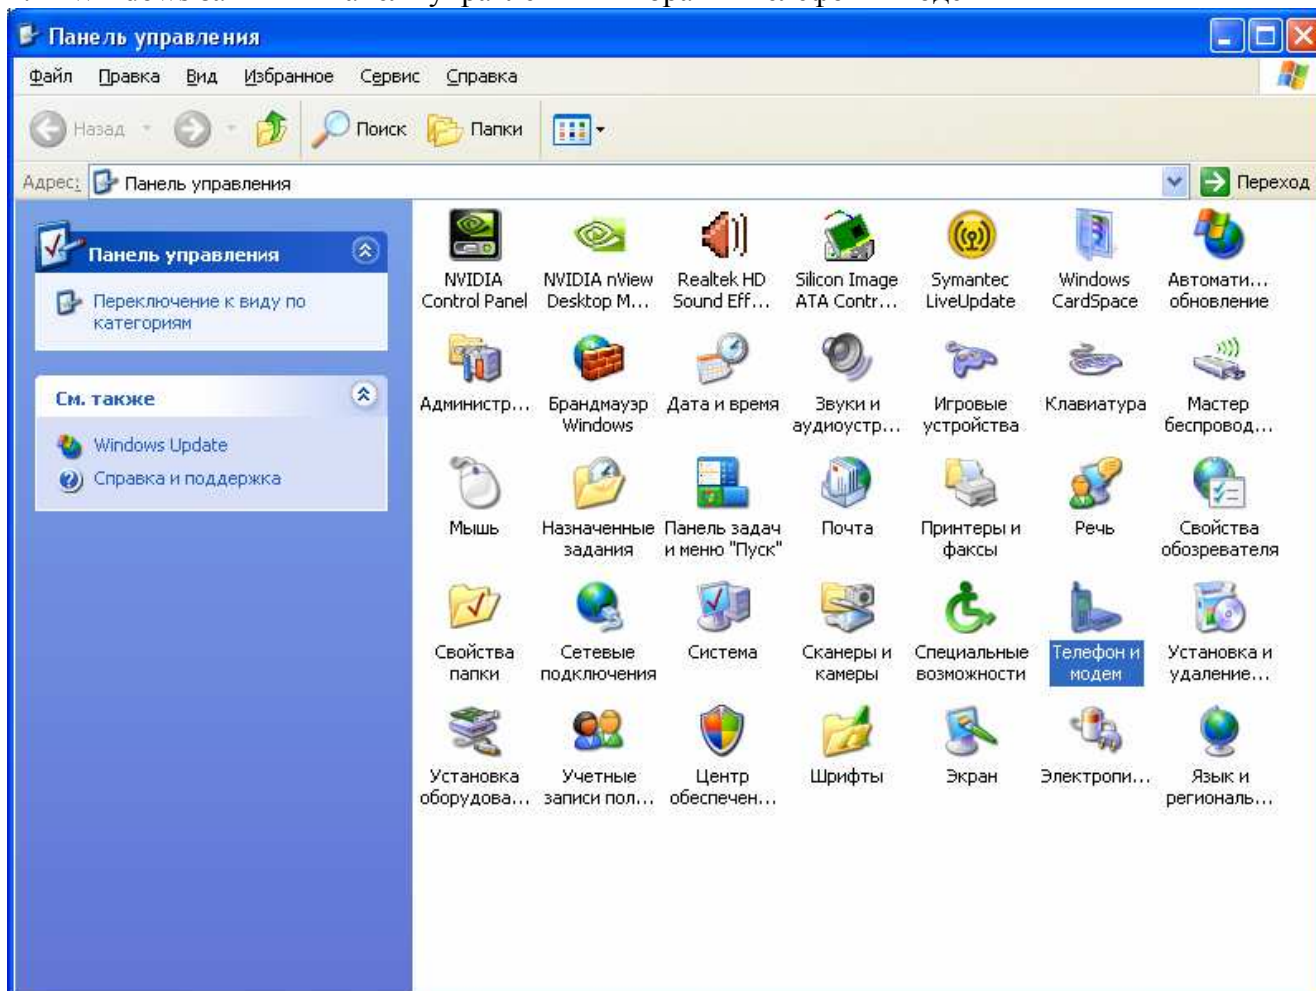 Панель управления
Файл Правка Вид Избранное Сервис Справка
Назад Поиск Папки
Адрес: Панель управления Переход
Панель управления
Переключение к виду по
категориям
См. также
Windows Update
Справка и поддержка
NVIDIA
Control Panel
NVIDIA nView
Desktop M...
Realtek HD
Sound Eff...
Silicon Image
ATA Contr...
Symantec
LiveUpdate
Windows
CardSpace
Автомати...
обновление
Администр...
Брандмауэр
Windows
Дата и время
Звуки и
аудиоустр...
Игровые
устройства
Клавиатура
Мастер
беспровод...
Мышь
Назначенные
задания
Панель задач
и меню "Пуск"
Почта
Принтеры и
факсы
Речь
Свойства
обозревателя
Свойства
папки
Сетевые
подключения
Система
Сканеры и
камеры
Специальные
возможности
Телефон и
модем
Установка и
удаление...
Установка
оборудова...
Учетные
записи пол...
Центр
обеспечен...
Шрифты
Экран
Электропи...
Язык и
региональ...